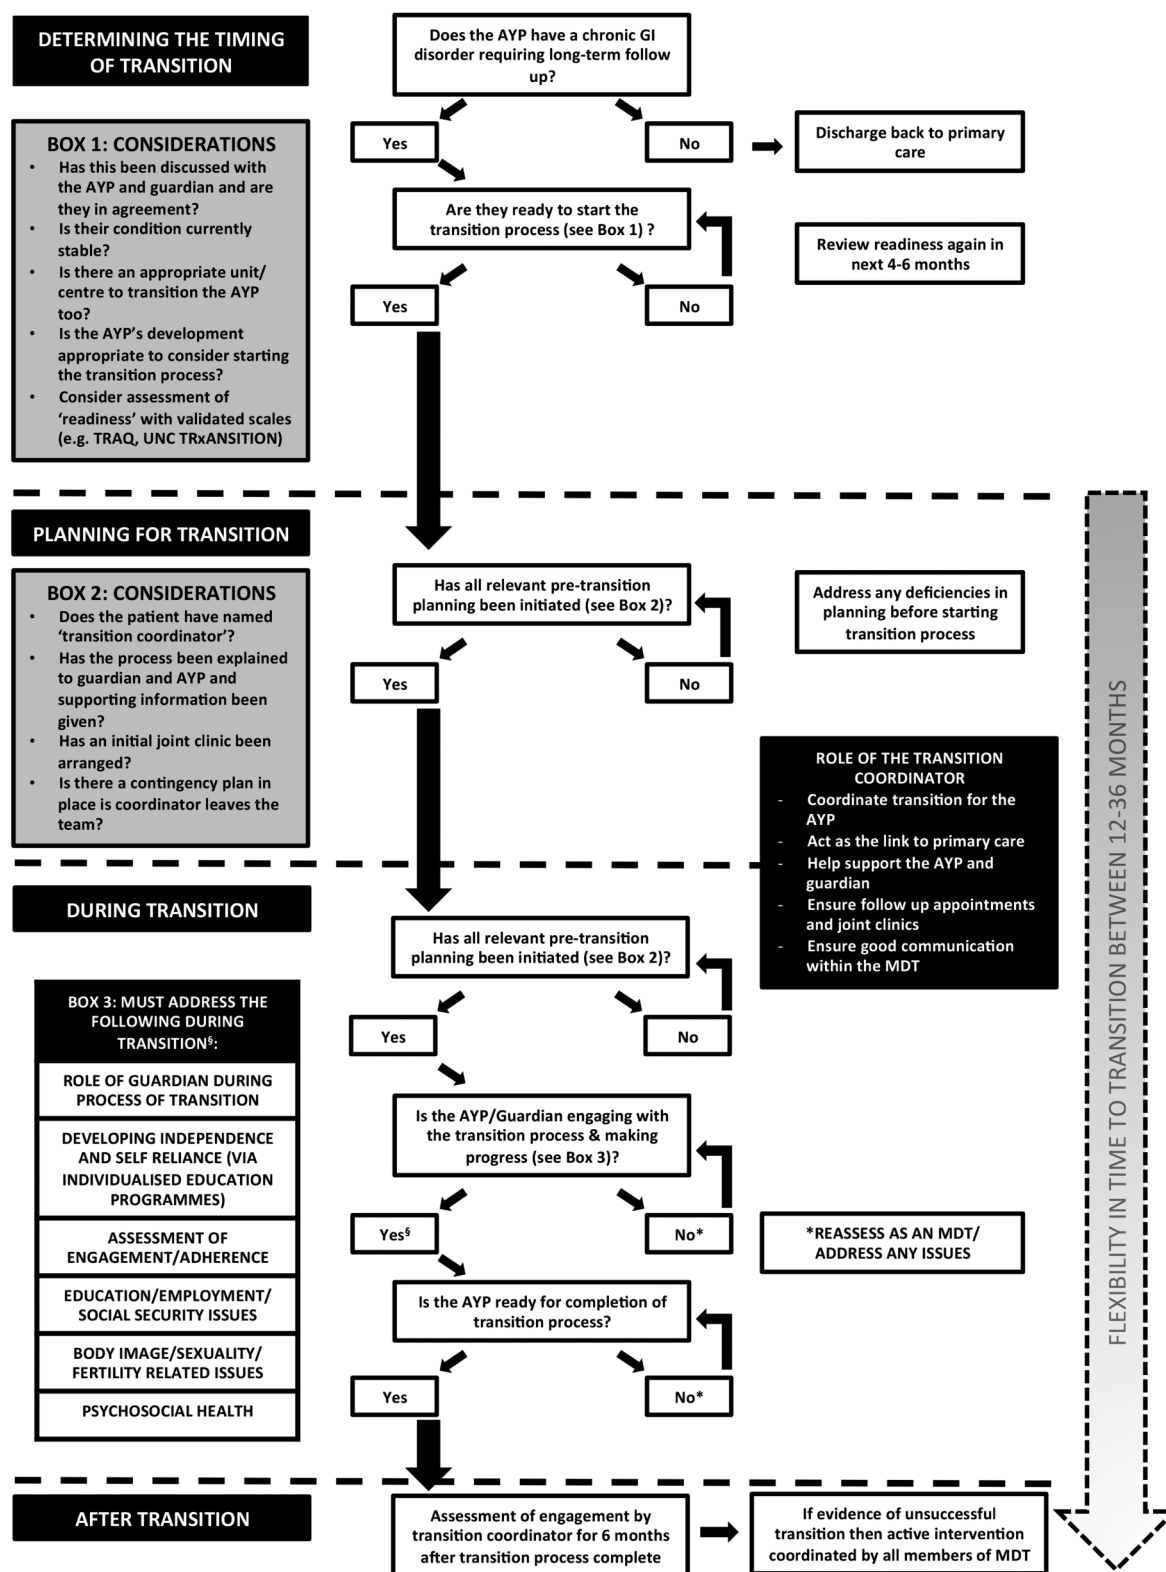 DETERMINING THE TIMING
OF TRANSITION
Does the AYP have a chronic GI
disorder requiring long-term follow
up?
Yes
No
Discharge back to primary
care
BOX 1: CONSIDERATIONS
• Has this been discussed with
the AYP and guardian and are
they in agreement?
• Is their condition currently
stable?
• Is there an appropriate unit/
centre to transition the AYP
too?
• Is the AYP's development
appropriate to consider starting
the transition process?
• Consider assessment of
'readiness' with validated scales
(e.g. TRAQ, UNC TRxANSITION)
Are they ready to start the
transition process (see Box 1) ?
Yes
No
Review readiness again in
next 4-6 months
PLANNING FOR TRANSITION
BOX 2: CONSIDERATIONS
• Does the patient have named
'transition coordinator'?
• Has the process been explained
to guardian and AYP and
supporting information been
given?
• Has an initial joint clinic been
arranged?
• Is there a contingency plan in
place is coordinator leaves the
team?
Has all relevant pre-transition
planning been initiated (see Box 2)?
Yes
No
Address any deficiencies in
planning before starting
transition process
ROLE OF THE TRANSITION
COORDINATOR
- Coordinate transition for the
AYP
- Act as the link to primary care
- Help support the AYP and
guardian
- Ensure follow up appointments
and joint clinics
- Ensure good communication
within the MDT
FLEXIBILITY IN TIME TO TRANSITION BETWEEN 12-36 MONTHS
DURING TRANSITION
Has all relevant pre-transition
planning been initiated (see Box 2)?
Yes
No
BOX 3: MUST ADDRESS THE
FOLLOWING DURING
TRANSITION§:
ROLE OF GUARDIAN DURING
PROCESS OF TRANSITION
DEVELOPING INDEPENDENCE
AND SELF RELIANCE (VIA
INDIVIDUALISED EDUCATION
PROGRAMMES)
ASSESSMENT OF
ENGAGEMENT/ADHERENCE
EDUCATION/EMPLOYMENT/
SOCIAL SECURITY ISSUES
BODY IMAGE/SEXUALITY/
FERTILITY RELATED ISSUES
PSYCHOSOCIAL HEALTH
Is the AYP/Guardian engaging with
the transition process & making
progress (see Box 3)?
Yes§
No*
*REASSESS AS AN MDT/
ADDRESS ANY ISSUES
Is the AYP ready for completion of
transition process?
Yes
No*
AFTER TRANSITION
Assessment of engagement by
transition coordinator for 6 months
after transition process complete
If evidence of unsuccessful
transition then active intervention
coordinated by all members of MDT